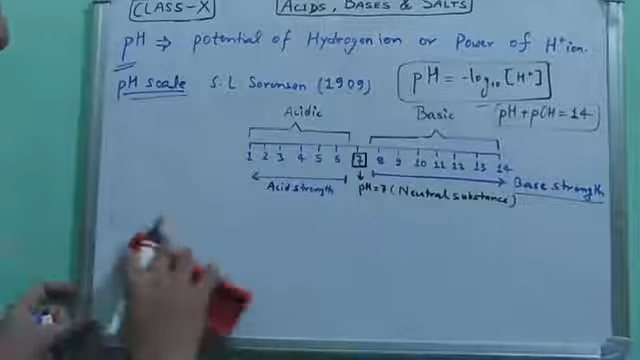 CLASS-X
ACIDS, BASES & SALTS
pH ⇒ potential of Hydrogen ion or Power of H⁺ ion.
pH scale S.L Sorenson (1909) pH = -log₁₀[H⁺]
pH + pOH = 14
Acidic Basic
1 2 3 4 5 6 7 8 9 10 11 12 13 14
Acid strength Base strength
pH=7 (Neutral substance)